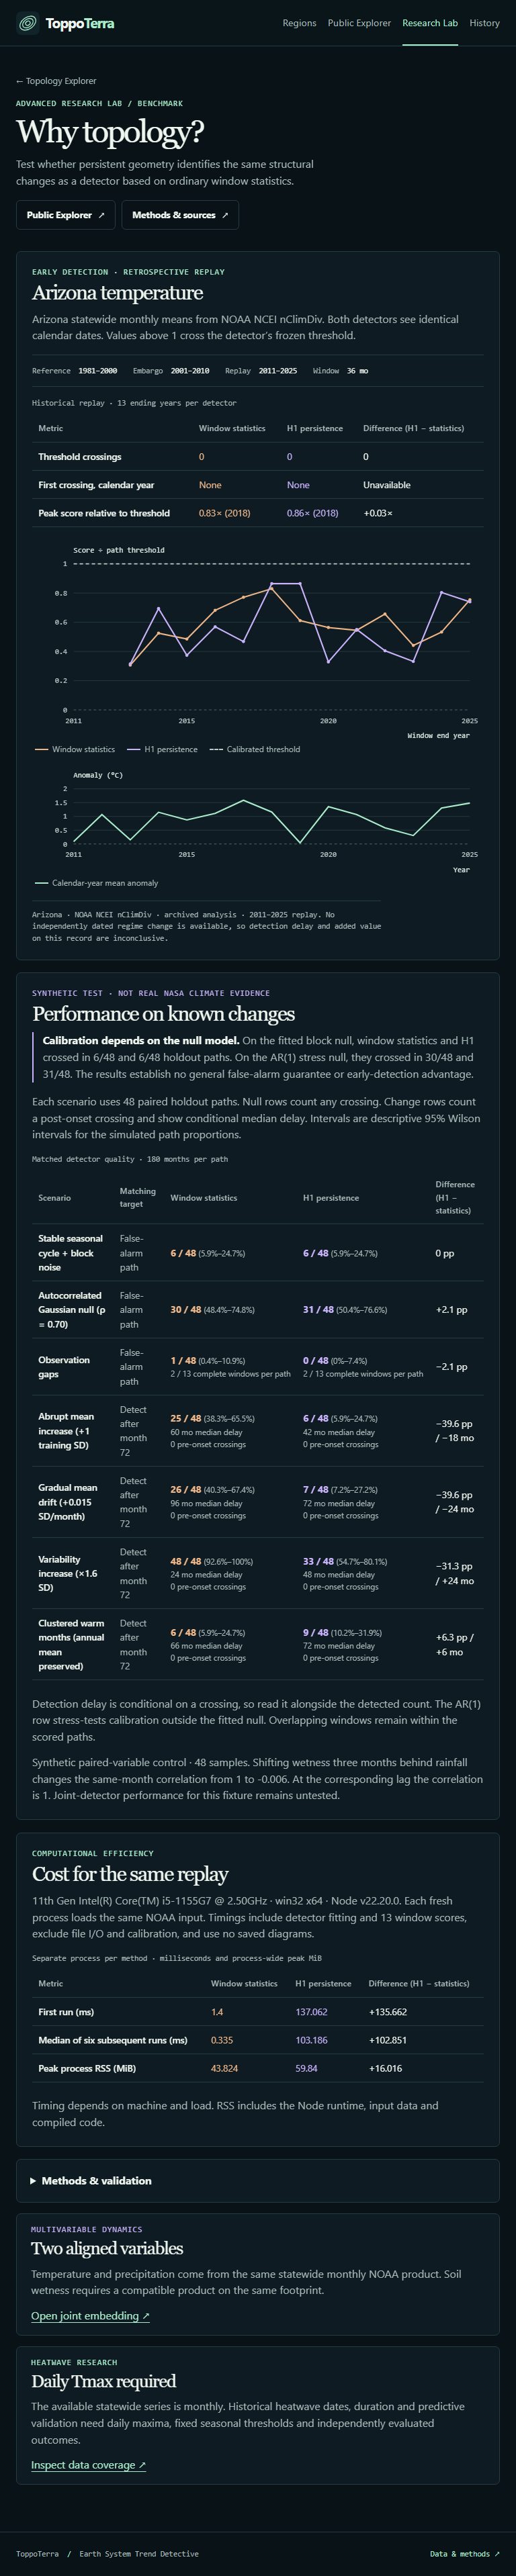 ToppoTerra
Regions Public Explorer Research Lab History
← Topology Explorer
ADVANCED RESEARCH LAB / BENCHMARK
Why topology?
Test whether persistent geometry identifies the same structural
changes as a detector based on ordinary window statistics.
Public Explorer ↗ Methods & sources ↗
EARLY DETECTION · RETROSPECTIVE REPLAY
Arizona temperature
Arizona statewide monthly means from NOAA NCEI nClimDiv. Both detectors see identical
calendar dates. Values above 1 cross the detector's frozen threshold.
Reference 1981–2000 Embargo 2001–2010 Replay 2011–2025 Window 36 mo
Historical replay · 13 ending years per detector
Metric Window statistics H1 persistence Difference (H1 − statistics)
Threshold crossings 0 0 0
First crossing, calendar year None None Unavailable
Peak score relative to threshold 0.83× (2018) 0.86× (2018) +0.03×
Score ÷ path threshold
1
0.8
0.6
0.4
0.2
0
2011 2015 2020 2025
Window end year
Window statistics H1 persistence Calibrated threshold
Anomaly (°C)
2
1.5
1
0.5
0
2011 2015 2020 2025
Year
Calendar-year mean anomaly
Arizona · NOAA NCEI nClimDiv · archived analysis · 2011–2025 replay. No
independently dated regime change is available, so detection delay and added value
on this record are inconclusive.
SYNTHETIC TEST · NOT REAL NASA CLIMATE EVIDENCE
Performance on known changes
Calibration depends on the null model. On the fitted block null, window statistics and H1
crossed in 6/48 and 6/48 holdout paths. On the AR(1) stress null, they crossed in 30/48 and
31/48. The results establish no general false-alarm guarantee or early-detection advantage.
Each scenario uses 48 paired holdout paths. Null rows count any crossing. Change rows count
a post-onset crossing and show conditional median delay. Intervals are descriptive 95% Wilson
intervals for the simulated path proportions.
Matched detector quality · 180 months per path
Scenario Matching target Window statistics H1 persistence Difference (H1 − statistics)
Stable seasonal cycle + block noise False-alarm path 6 / 48 (5.9%–24.7%) 6 / 48 (5.9%–24.7%) 0 pp
Autocorrelated Gaussian null (ρ = 0.70) False-alarm path 30 / 48 (48.4%–74.8%) 31 / 48 (50.4%–76.6%) +2.1 pp
Observation gaps False-alarm path 1 / 48 (0.4%–10.9%) 2 / 13 complete windows per path 0 / 48 (0%–7.4%) 2 / 13 complete windows per path −2.1 pp
Abrupt mean increase (+1 training SD) Detect after month 72 25 / 48 (38.3%–65.5%) 60 mo median delay 0 pre-onset crossings 6 / 48 (5.9%–24.7%) 42 mo median delay 0 pre-onset crossings −39.6 pp / −18 mo
Gradual mean drift (+0.015 SD/month) Detect after month 72 26 / 48 (40.3%–67.4%) 96 mo median delay 0 pre-onset crossings 7 / 48 (7.2%–27.2%) 72 mo median delay 0 pre-onset crossings −39.6 pp / −24 mo
Variability increase (×1.6 SD) Detect after month 72 48 / 48 (92.6%–100%) 24 mo median delay 0 pre-onset crossings 33 / 48 (54.7%–80.1%) 48 mo median delay 0 pre-onset crossings −31.3 pp / +24 mo
Clustered warm months (annual mean preserved) Detect after month 72 6 / 48 (5.9%–24.7%) 66 mo median delay 0 pre-onset crossings 9 / 48 (10.2%–31.9%) 72 mo median delay 0 pre-onset crossings +6.3 pp / +6 mo
Detection delay is conditional on a crossing, so read it alongside the detected count. The AR(1)
row stress-tests calibration outside the fitted null. Overlapping windows remain within the
scored paths.
Synthetic paired-variable control · 48 samples. Shifting wetness three months behind rainfall
changes the same-month correlation from 1 to -0.006. At the corresponding lag the correlation
is 1. Joint-detector performance for this fixture remains untested.
COMPUTATIONAL EFFICIENCY
Cost for the same replay
11th Gen Intel(R) Core(TM) i5-1155G7 @ 2.50GHz · win32 x64 · Node v22.20.0. Each fresh
process loads the same NOAA input. Timings include detector fitting and 13 window scores,
exclude file I/O and calibration, and use no saved diagrams.
Separate process per method · milliseconds and process-wide peak MiB
Metric Window statistics H1 persistence Difference (H1 − statistics)
First run (ms) 1.4 137.062 +135.662
Median of six subsequent runs (ms) 0.335 103.186 +102.851
Peak process RSS (MiB) 43.824 59.84 +16.016
Timing depends on machine and load. RSS includes the Node runtime, input data and
compiled code.
▶ Methods & validation
MULTIVARIABLE DYNAMICS
Two aligned variables
Temperature and precipitation come from the same statewide monthly NOAA product. Soil
wetness requires a compatible product on the same footprint.
Open joint embedding ↗
HEATWAVE RESEARCH
Daily Tmax required
The available statewide series is monthly. Historical heatwave dates, duration and predictive
validation need daily maxima, fixed seasonal thresholds and independently evaluated
outcomes.
Inspect data coverage ↗
ToppoTerra / Earth System Trend Detective Data & methods ↗